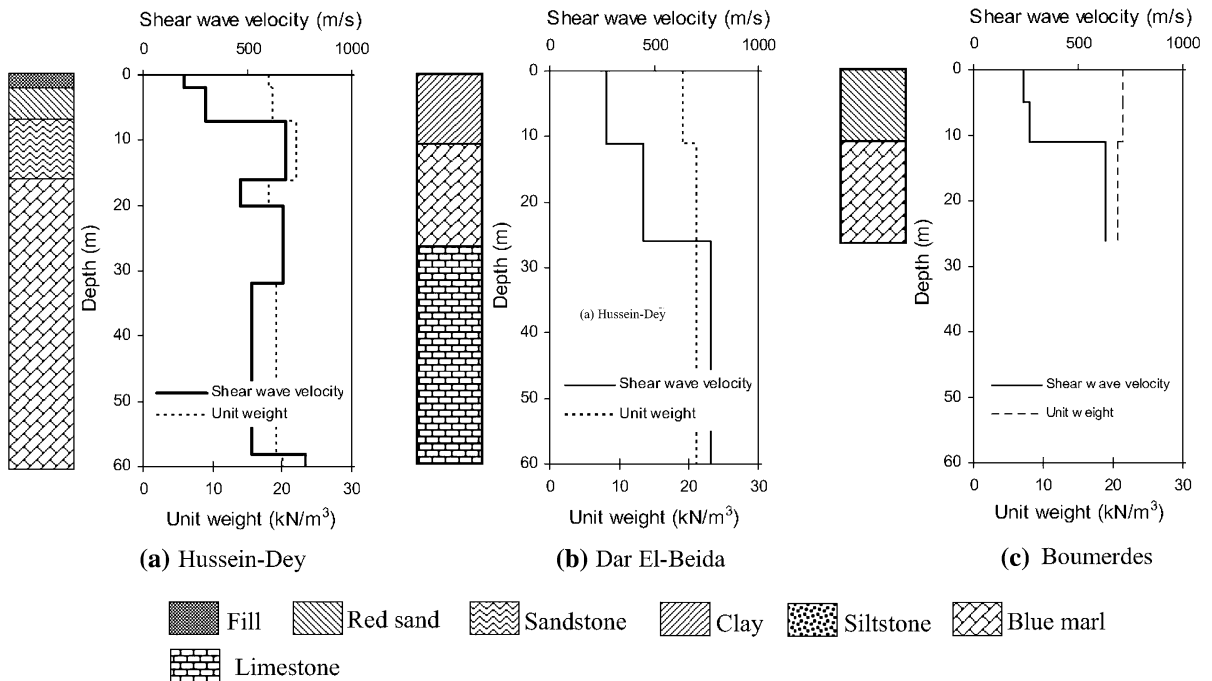 Shear wave velocity (m/s)
0 500 1000
0
10
20
30
40
50
60
Depth (m)
Shear wave velocity
Unit weight
0 10 20 30
Unit weight (kN/m³)
(a) Hussein-Dey
Shear wave velocity (m/s)
0 500 1000
0
10
20
30
40
50
60
Depth (m)
(a) Hussein-Dey
Shear wave velocity
Unit weight
0 10 20 30
Unit weight (kN/m³)
(b) Dar El-Beida
Shear wave velocity (m/s)
0 500 1000
0
10
20
30
40
50
60
Depth (m)
Shear wave velocity
Unit weight
0 10 20 30
Unit weight (kN/m³)
(c) Boumerdes
Fill Red sand Sandstone Clay Siltstone Blue marl
Limestone